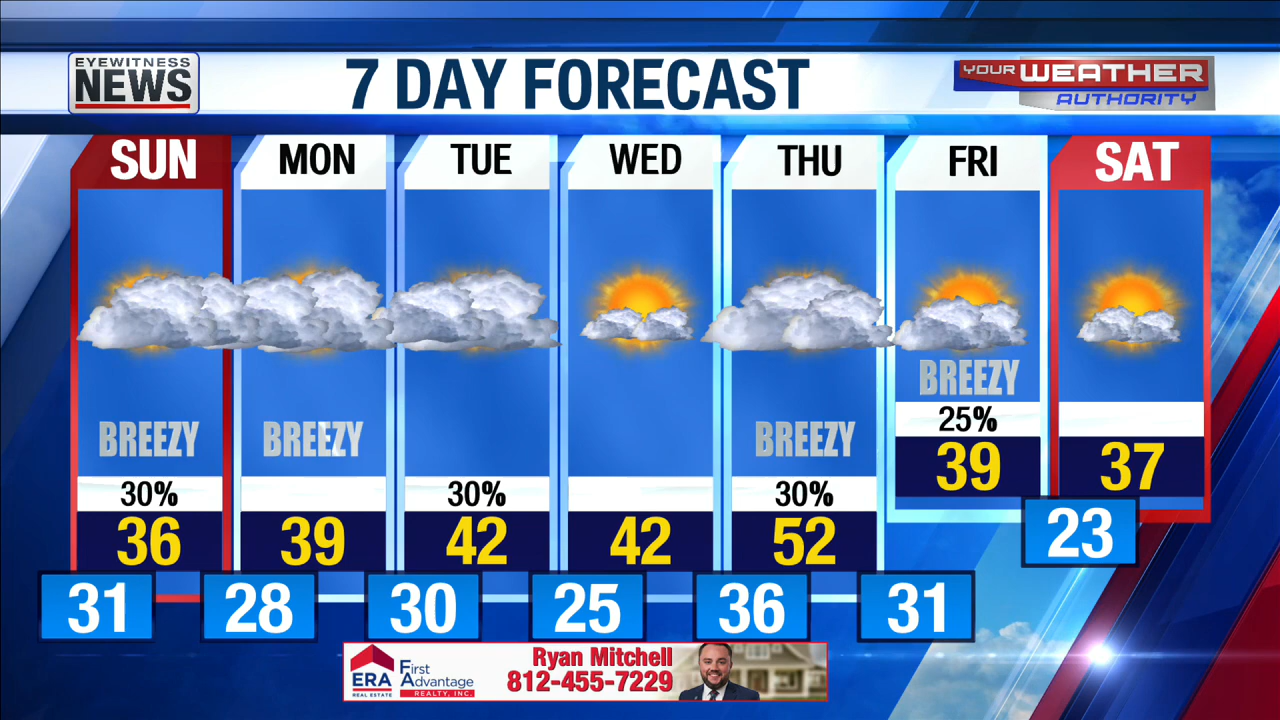 EYEWITNESS
NEWS
7 DAY FORECAST
YOUR WEATHER
AUTHORITY
SUN MON TUE WED THU FRI SAT
BREEZY
25%
39 37
BREEZY BREEZY BREEZY
30% 30% 30%
36 39 42 42 52
23
31 28 30 25 36 31
ERA
REAL ESTATE
First
Advantage
REALTY, INC.
Ryan Mitchell
812-455-7229